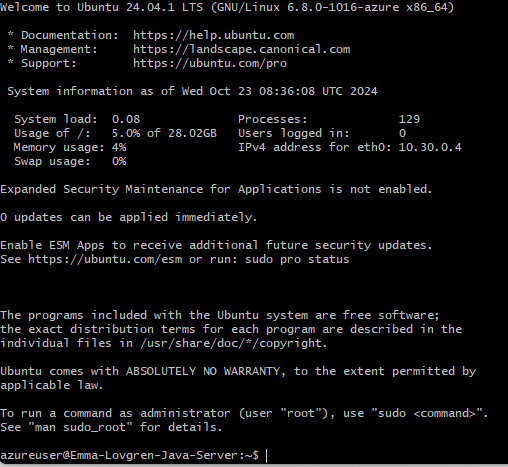 Welcome to Ubuntu 24.04.1 LTS (GNU/Linux 6.8.0-1016-azure x86_64)
* Documentation:  https://help.ubuntu.com
* Management:     https://landscape.canonical.com
* Support:        https://ubuntu.com/pro
System information as of Wed Oct 23 08:36:08 UTC 2024
System load:  0.08               Processes:             129
Usage of /:   5.0% of 28.02GB   Users logged in:       0
Memory usage: 4%                 IPv4 address for eth0: 10.30.0.4
Swap usage:   0%
Expanded Security Maintenance for Applications is not enabled.
0 updates can be applied immediately.
Enable ESM Apps to receive additional future security updates.
See https://ubuntu.com/esm or run: sudo pro status
The programs included with the Ubuntu system are free software;
the exact distribution terms for each program are described in the
individual files in /usr/share/doc/*/copyright.
Ubuntu comes with ABSOLUTELY NO WARRANTY, to the extent permitted by
applicable law.
To run a command as administrator (user "root"), use "sudo <command>".
See "man sudo_root" for details.
azureuser@Emma-Lovgren-Java-Server:~$